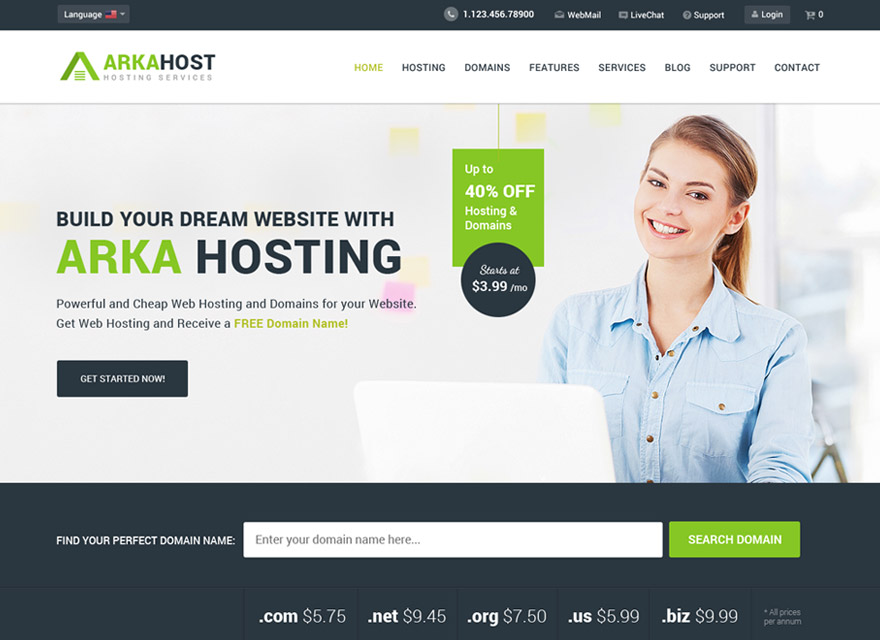 Language
1.123.456.78900
WebMail
LiveChat
Support
Login
0
ARKAHOST
HOSTING SERVICES
HOME
HOSTING
DOMAINS
FEATURES
SERVICES
BLOG
SUPPORT
CONTACT
Up to
40% OFF
Hosting &
Domains
Starts at
$3.99 /mo
BUILD YOUR DREAM WEBSITE WITH
ARKA HOSTING
Powerful and Cheap Web Hosting and Domains for your Website.
Get Web Hosting and Receive a FREE Domain Name!
GET STARTED NOW!
FIND YOUR PERFECT DOMAIN NAME:
Enter your domain name here...
SEARCH DOMAIN
.com $5.75
.net $9.45
.org $7.50
.us $5.99
.biz $9.99
* All prices
per annum